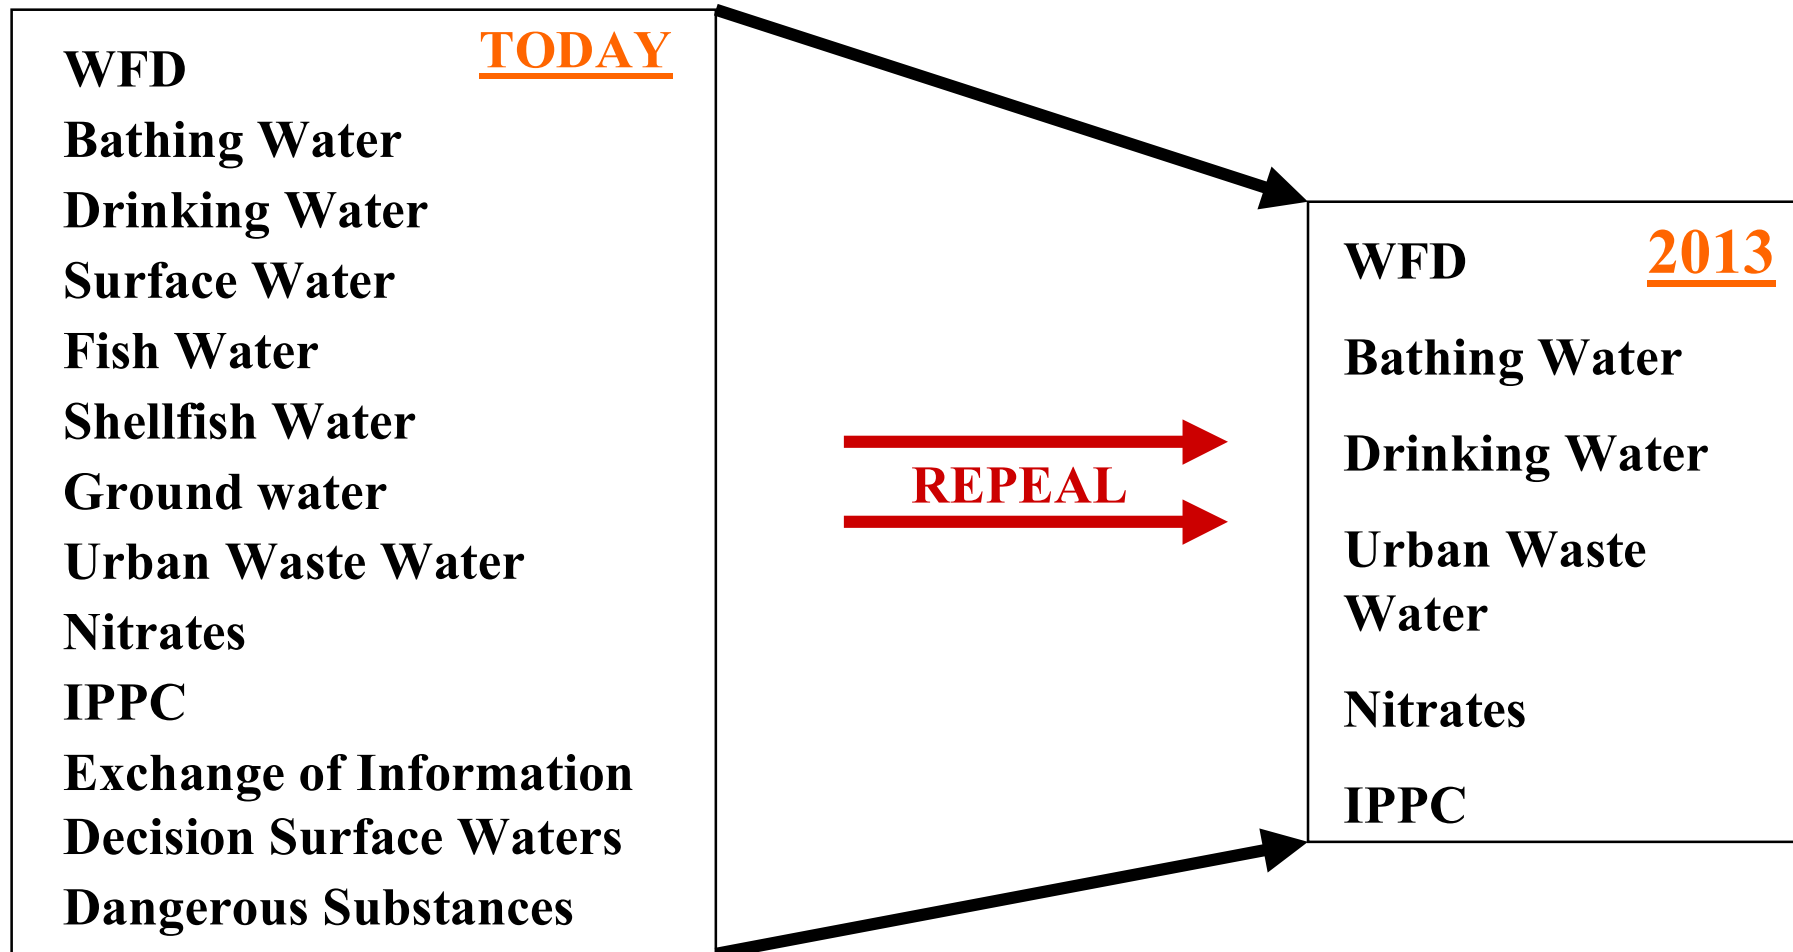 TODAY
WFD
Bathing Water
Drinking Water
Surface Water
Fish Water
Shellfish Water
Ground water
Urban Waste Water
Nitrates
IPPC
Exchange of Information
Decision Surface Waters
Dangerous Substances
REPEAL
2013
WFD
Bathing Water
Drinking Water
Urban Waste
Water
Nitrates
IPPC